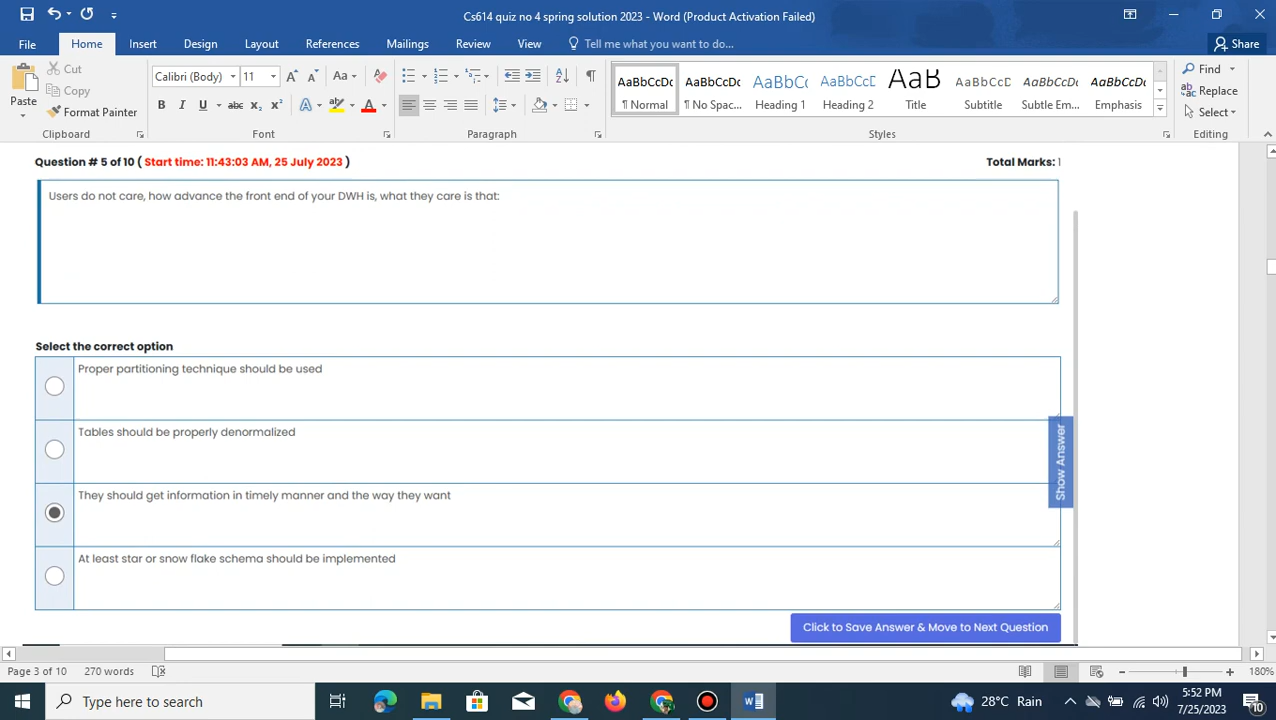 Cs614 quiz no 4 spring solution 2023 - Word (Product Activation Failed)
File Home Insert Design Layout References Mailings Review View Tell me what you want to do... Share
Paste
Cut
Copy
Format Painter
Clipboard
Calibri (Body) 11
Font
Paragraph
AaBbCcDc AaBbCcDc AaBbCc AaBbCcC AaB AaBbCcD AaBbCcDc AaBbCcDc
¶ Normal ¶ No Spac... Heading 1 Heading 2 Title Subtitle Subtle Em... Emphasis
Styles
Find
Replace
Select
Editing
Question # 5 of 10 ( Start time: 11:43:03 AM, 25 July 2023 ) Total Marks: 1
Users do not care, how advance the front end of your DWH is, what they care is that:
Select the correct option
Proper partitioning technique should be used
Tables should be properly denormalized
They should get information in timely manner and the way they want
At least star or snow flake schema should be implemented
Show Answer
Click to Save Answer & Move to Next Question
Page 3 of 10 270 words 180%
Type here to search 28°C Rain 5:52 PM
7/25/2023 10